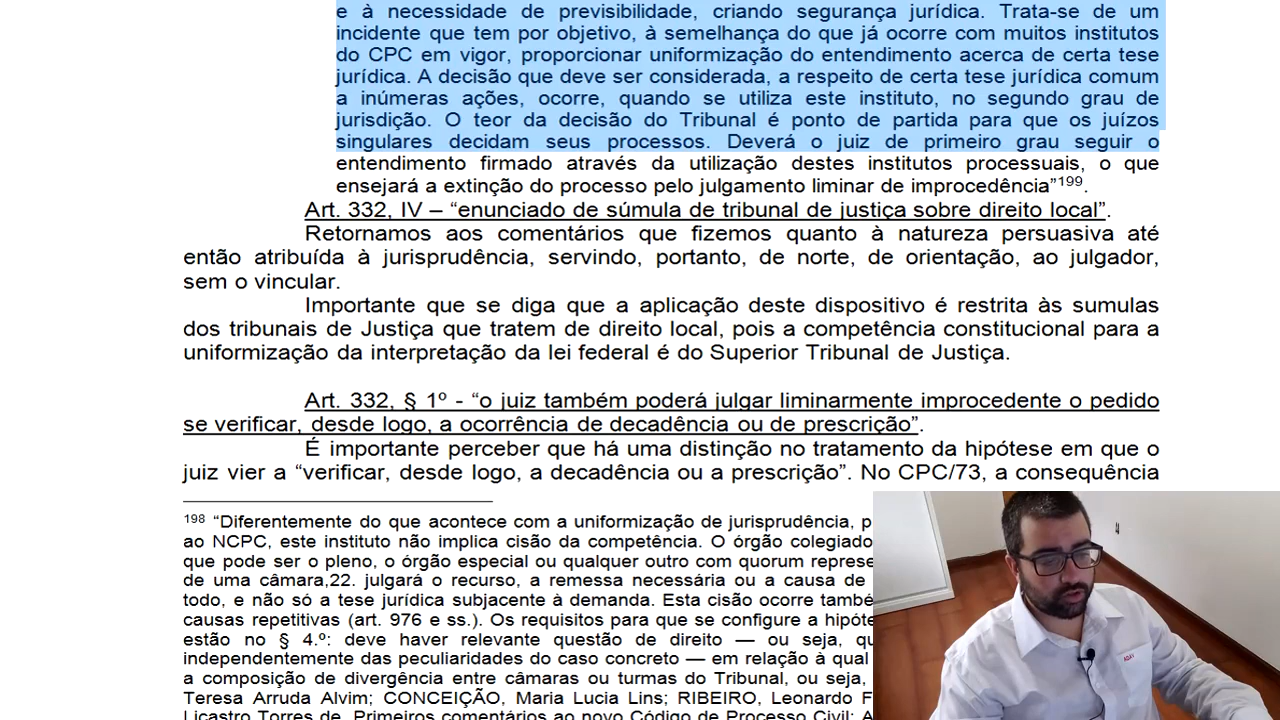 e à necessidade de previsibilidade, criando segurança jurídica. Trata-se de um
incidente que tem por objetivo, à semelhança do que já ocorre com muitos institutos
do CPC em vigor, proporcionar uniformização do entendimento acerca de certa tese
jurídica. A decisão que deve ser considerada, a respeito de certa tese jurídica comum
a inúmeras ações, ocorre, quando se utiliza este instituto, no segundo grau de
jurisdição. O teor da decisão do Tribunal é ponto de partida para que os juízos
singulares decidam seus processos. Deverá o juiz de primeiro grau seguir o
entendimento firmado através da utilização destes institutos processuais, o que
ensejará a extinção do processo pelo julgamento liminar de improcedência”199.
Art. 332, IV – “enunciado de súmula de tribunal de justiça sobre direito local”.
Retornamos aos comentários que fizemos quanto à natureza persuasiva até
então atribuída à jurisprudência, servindo, portanto, de norte, de orientação, ao julgador,
sem o vincular.
Importante que se diga que a aplicação deste dispositivo é restrita às sumulas
dos tribunais de Justiça que tratem de direito local, pois a competência constitucional para a
uniformização da interpretação da lei federal é do Superior Tribunal de Justiça.
Art. 332, § 1º - “o juiz também poderá julgar liminarmente improcedente o pedido
se verificar, desde logo, a ocorrência de decadência ou de prescrição”.
É importante perceber que há uma distinção no tratamento da hipótese em que o
juiz vier a “verificar, desde logo, a decadência ou a prescrição”. No CPC/73, a consequência
198 “Diferentemente do que acontece com a uniformização de jurisprudência, p
ao NCPC, este instituto não implica cisão da competência. O órgão colegiado
que pode ser o pleno, o órgão especial ou qualquer outro com quorum represe
de uma câmara,22. julgará o recurso, a remessa necessária ou a causa de
todo, e não só a tese jurídica subjacente à demanda. Esta cisão ocorre també
causas repetitivas (art. 976 e ss.). Os requisitos para que se configure a hipót
estão no § 4.º: deve haver relevante questão de direito — ou seja, qu
independentemente das peculiaridades do caso concreto — em relação à qual
a composição de divergência entre câmaras ou turmas do Tribunal, ou seja,
Teresa Arruda Alvim; CONCEIÇÃO, Maria Lucia Lins; RIBEIRO, Leonardo F
Licastro Torres de. Primeiros comentários ao novo Código de Processo Civil: A